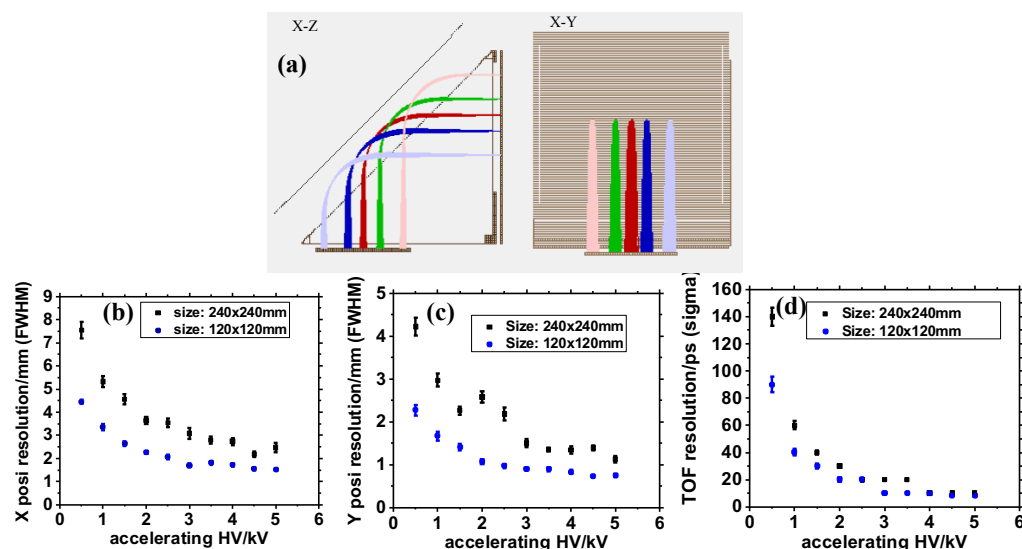 X-Z
X-Y
(a)
(b)
size: 240x240mm
size: 120x120mm
X posi resolution/mm (FWHM)
9
8
7
6
5
4
3
2
1
0
0 1 2 3 4 5 6
accelerating HV/kV
(c)
Size: 240x240mm
Size: 120x120mm
Y posi resolution/mm (FWHM)
5
4
3
2
1
0
0 1 2 3 4 5 6
accelerating HV/kV
(d)
Size: 240x240mm
Size: 120x120mm
TOF resolution/ps (sigma)
160
140
120
100
80
60
40
20
0
0 1 2 3 4 5 6
accelerating HV/kV